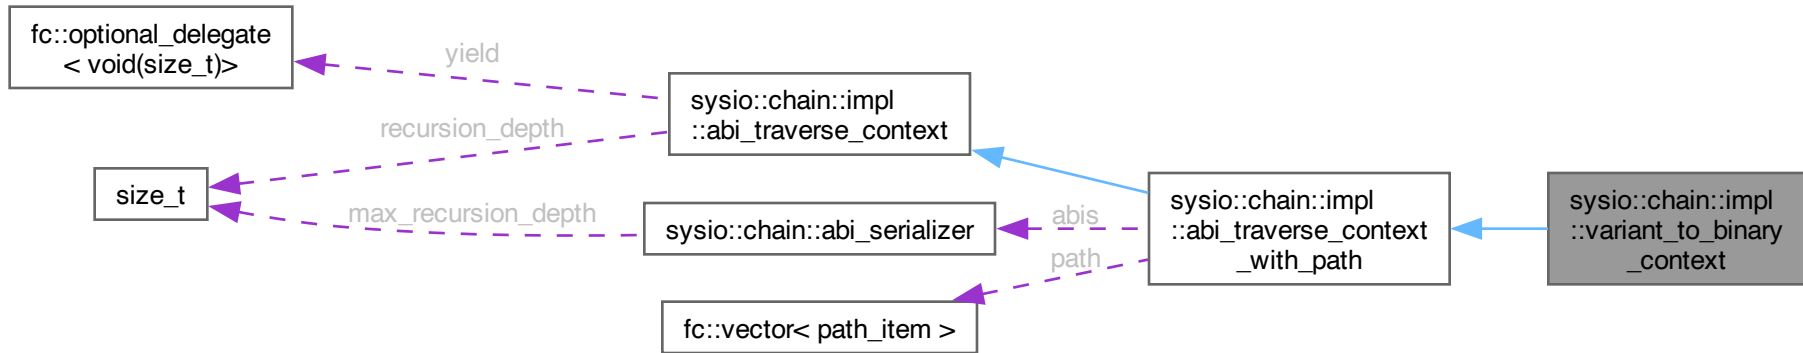 fc::optional_delegate
< void(size_t)>
yield
sysio::chain::impl
::abi_traverse_context
recursion_depth
size_t
max_recursion_depth
sysio::chain::abi_serializer
abis
path
fc::vector< path_item >
sysio::chain::impl
::abi_traverse_context
_with_path
sysio::chain::impl
::variant_to_binary
_context